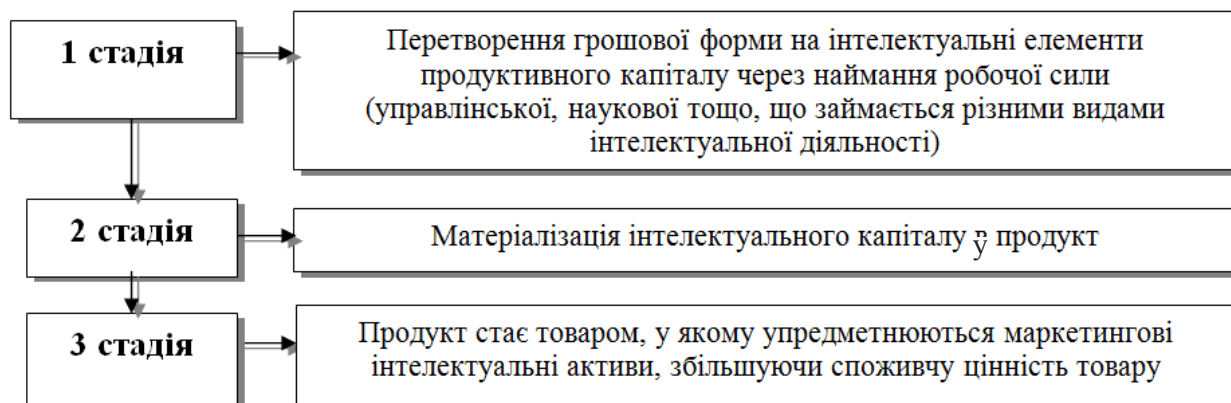 1 стадія
Перетворення грошової форми на інтелектуальні елементи
продуктивного капіталу через наймання робочої сили
(управлінської, наукової тощо, що займається різними видами
інтелектуальної діяльності)
2 стадія
Матеріалізація інтелектуального капіталу у продукт
3 стадія
Продукт стає товаром, у якому упредметнюються маркетингові
інтелектуальні активи, збільшуючи споживчу цінність товару